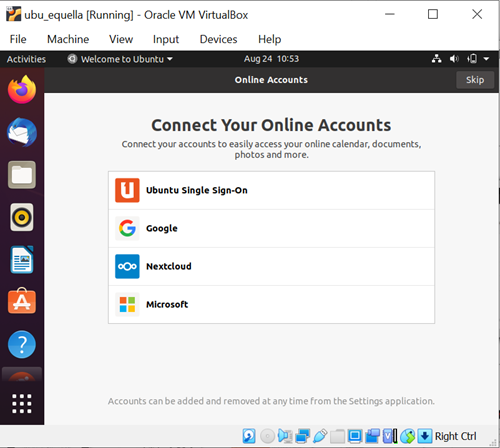 ubu_equella [Running] - Oracle VM VirtualBox
File Machine View Input Devices Help
Activities Welcome to Ubuntu Aug 24 10:53
Online Accounts Skip
Connect Your Online Accounts
Connect your accounts to easily access your online calendar, documents,
photos and more.
Ubuntu Single Sign-On
Google
Nextcloud
Microsoft
Accounts can be added and removed at any time from the Settings application.
Right Ctrl